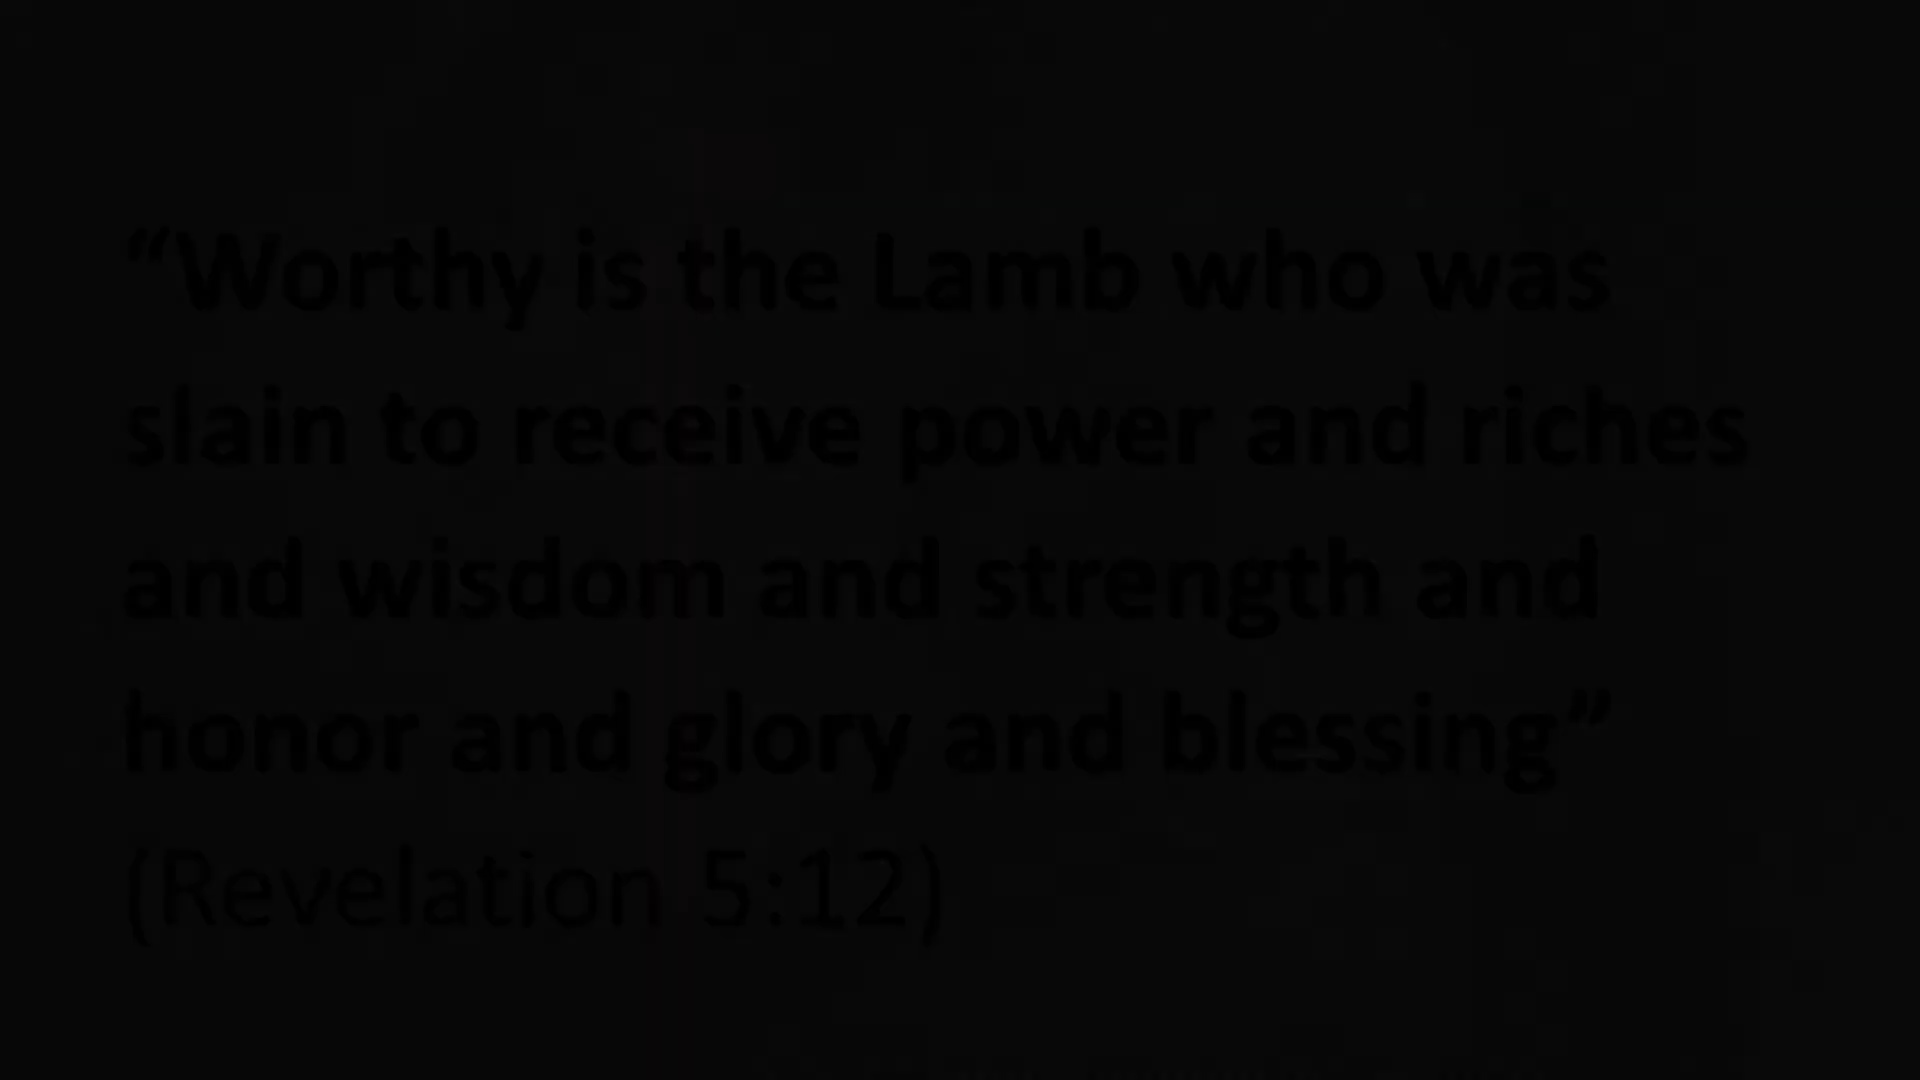 “Worthy is the Lamb who was
slain to receive power and riches
and wisdom and strength and
honor and glory and blessing”
(Revelation 5:12)